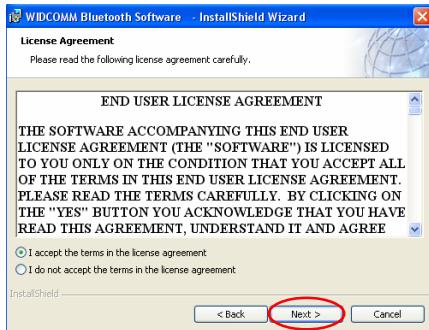 WIDCOMM Bluetooth Software - InstallShield Wizard
License Agreement
Please read the following license agreement carefully.
END USER LICENSE AGREEMENT
THE SOFTWARE ACCOMPANYING THIS END USER
LICENSE AGREEMENT (THE "SOFTWARE") IS LICENSED
TO YOU ONLY ON THE CONDITION THAT YOU ACCEPT ALL
OF THE TERMS IN THIS END USER LICENSE AGREEMENT.
PLEASE READ THE TERMS CAREFULLY. BY CLICKING ON
THE "YES" BUTTON YOU ACKNOWLEDGE THAT YOU HAVE
READ THIS AGREEMENT, UNDERSTAND IT AND AGREE
I accept the terms in the license agreement
I do not accept the terms in the license agreement
InstallShield
< Back Next > Cancel